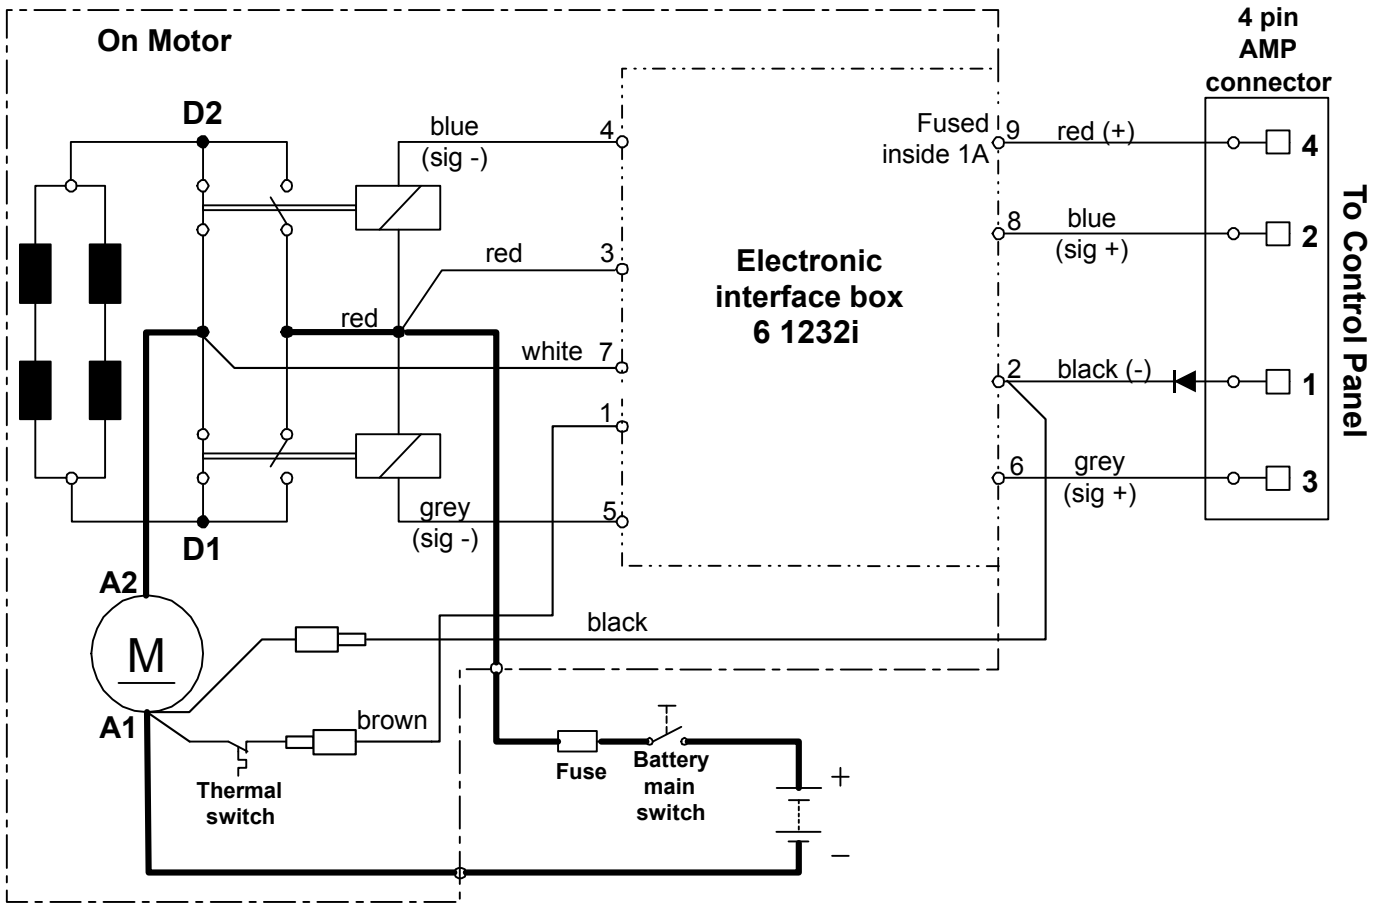 On Motor
4 pin
AMP
connector
D2
blue
(sig -)
4
Fused
inside 1A
9
red (+)
4
8
blue
(sig +)
2
To Control Panel
red
3
Electronic
interface box
6 1232i
red
white
7
1
2
black (-)
1
6
grey
(sig +)
3
grey
(sig -)
5
D1
A2
M
black
A1
brown
Thermal
switch
Fuse
Battery
main
switch
+
–